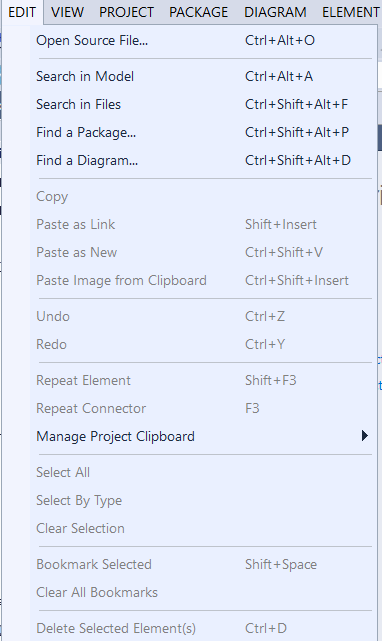 EDIT VIEW PROJECT PACKAGE DIAGRAM ELEMENT
Open Source File... Ctrl+Alt+O
Search in Model Ctrl+Alt+A
Search in Files Ctrl+Shift+Alt+F
Find a Package... Ctrl+Shift+Alt+P
Find a Diagram... Ctrl+Shift+Alt+D
Copy
Paste as Link Shift+Insert
Paste as New Ctrl+Shift+V
Paste Image from Clipboard Ctrl+Shift+Insert
Undo Ctrl+Z
Redo Ctrl+Y
Repeat Element Shift+F3
Repeat Connector F3
Manage Project Clipboard
Select All
Select By Type
Clear Selection
Bookmark Selected Shift+Space
Clear All Bookmarks
Delete Selected Element(s) Ctrl+D